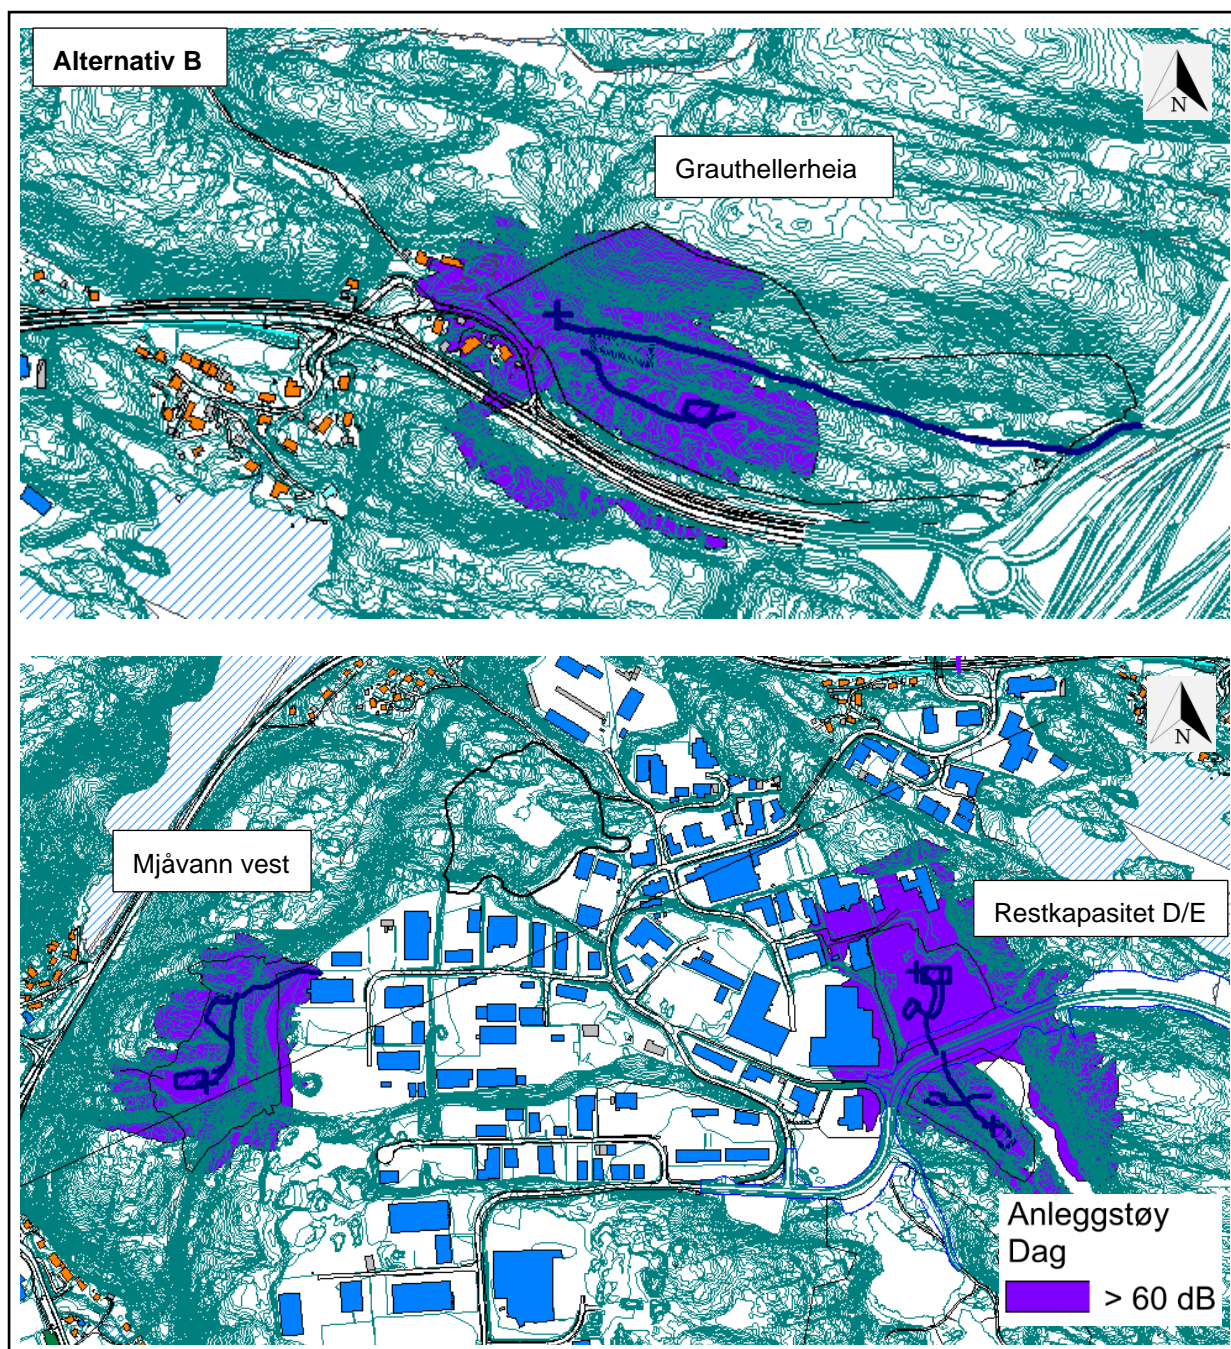 Alternativ B
N
Grauthellerheia
N
Mjåvann vest
Restkapasitet D/E
Anleggstøy
Dag
> 60 dB